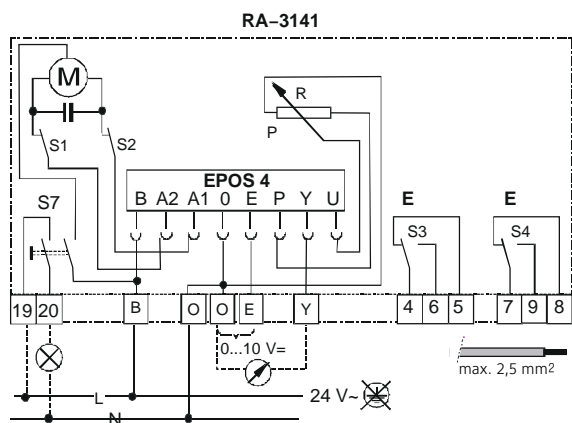 RA–3141
M
R
P
S1
S2
EPOS 4
B A2 A1 0 E P Y U
S7
E
E
S3
S4
19 20
B
O
O
E
Y
4 6 5
7 9 8
0...10 V=
max. 2,5 mm²
L
24 V~
N